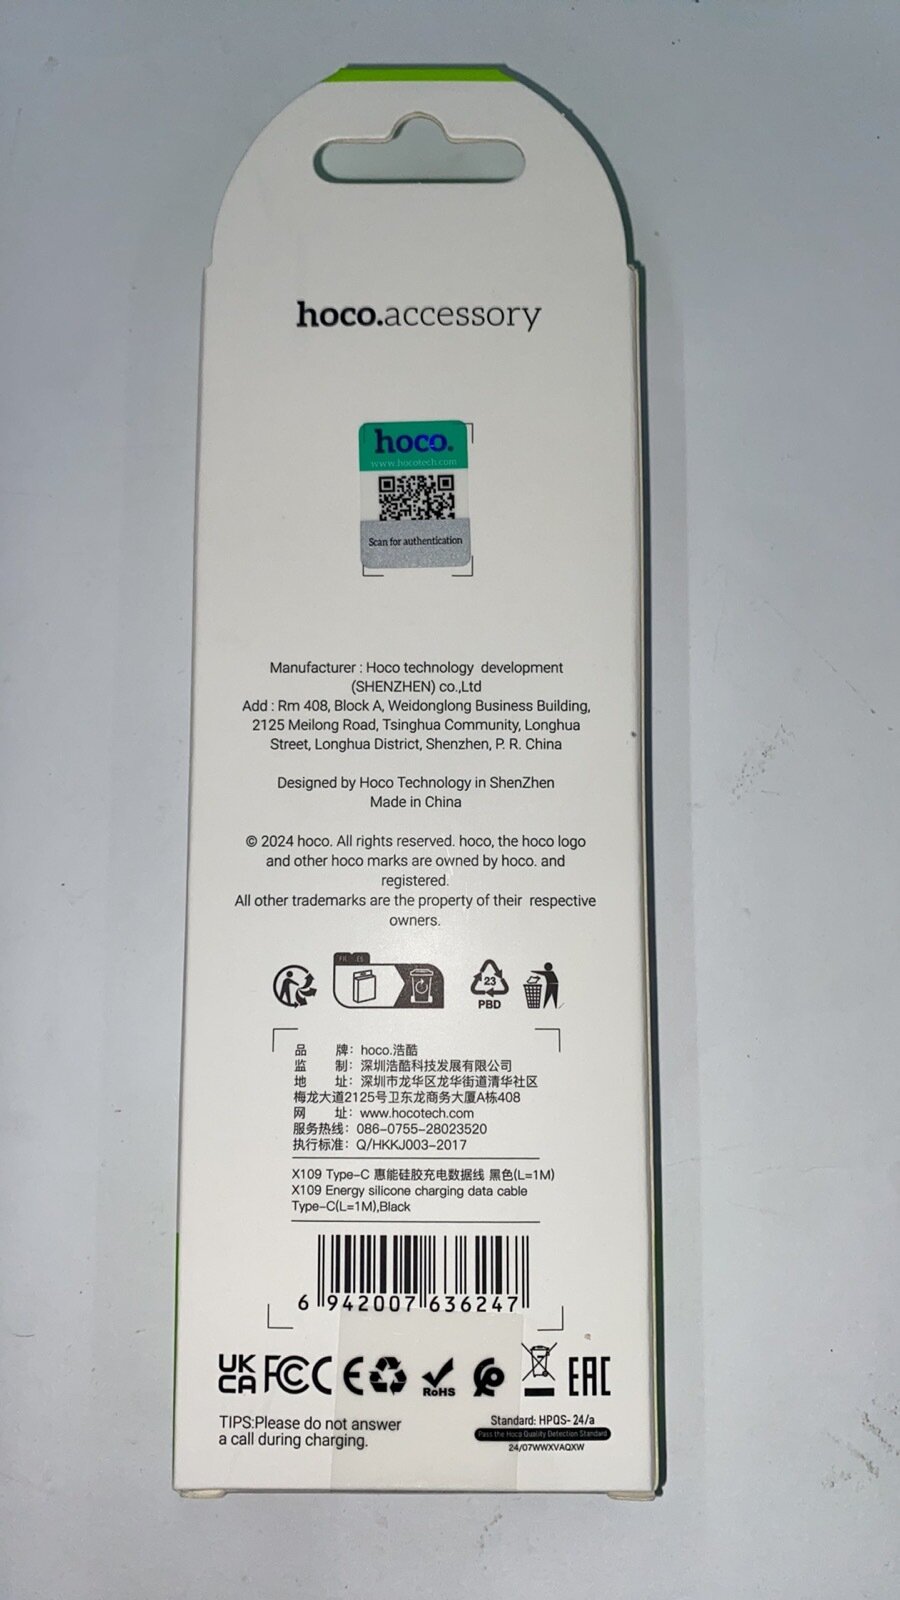 hoco.accessory
hoco.
www.hocotech.com
Scan for authentication
Manufacturer : Hoco technology development
(SHENZHEN) co.,Ltd
Add : Rm 408, Block A, Weidonglong Business Building,
2125 Meilong Road, Tsinghua Community, Longhua
Street, Longhua District, Shenzhen, P. R. China
Designed by Hoco Technology in ShenZhen
Made in China
© 2024 hoco. All rights reserved. hoco, the hoco logo
and other hoco marks are owned by hoco. and
registered.
All other trademarks are the property of their respective
owners.
FR ES
23
PBD
品 牌：hoco.浩酷
监 制：深圳浩酷科技发展有限公司
地 址：深圳市龙华区龙华街道清华社区
梅龙大道2125号卫东龙商务大厦A栋408
网 址：www.hocotech.com
服务热线：086-0755-28023520
执行标准：Q/HKKJ003-2017
X109 Type-C 惠能硅胶充电数据线 黑色(L=1M)
X109 Energy silicone charging data cable
Type-C(L=1M),Black
6 942007 636247
UK CA FCC CE RoHS EAC
TIPS:Please do not answer
a call during charging.
Standard: HPQS- 24/a
Pass the Hoco Quality Detection Standard
24/07WWXVAQXW